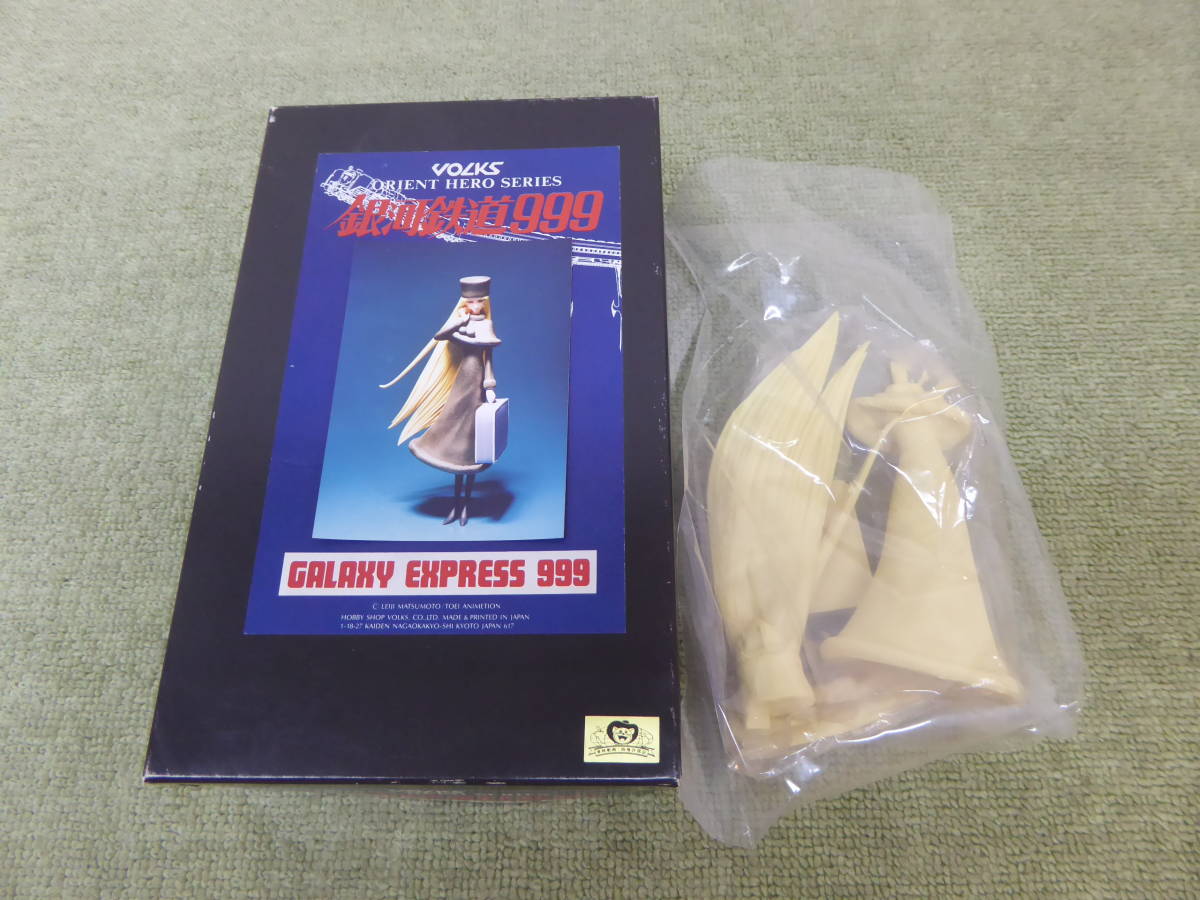 VOLKS
ORIENT HERO SERIES
銀河鉄道999
GALAXY EXPRESS 999
C LEIJI MATSUMOTO/TOEI ANIMETION
HOBBY SHOP VOLKS. CO.,LTD. MADE & PRINTED IN JAPAN
1-18-27 KAIDEN NAGAOKAKYO-SHI KYOTO JAPAN 617